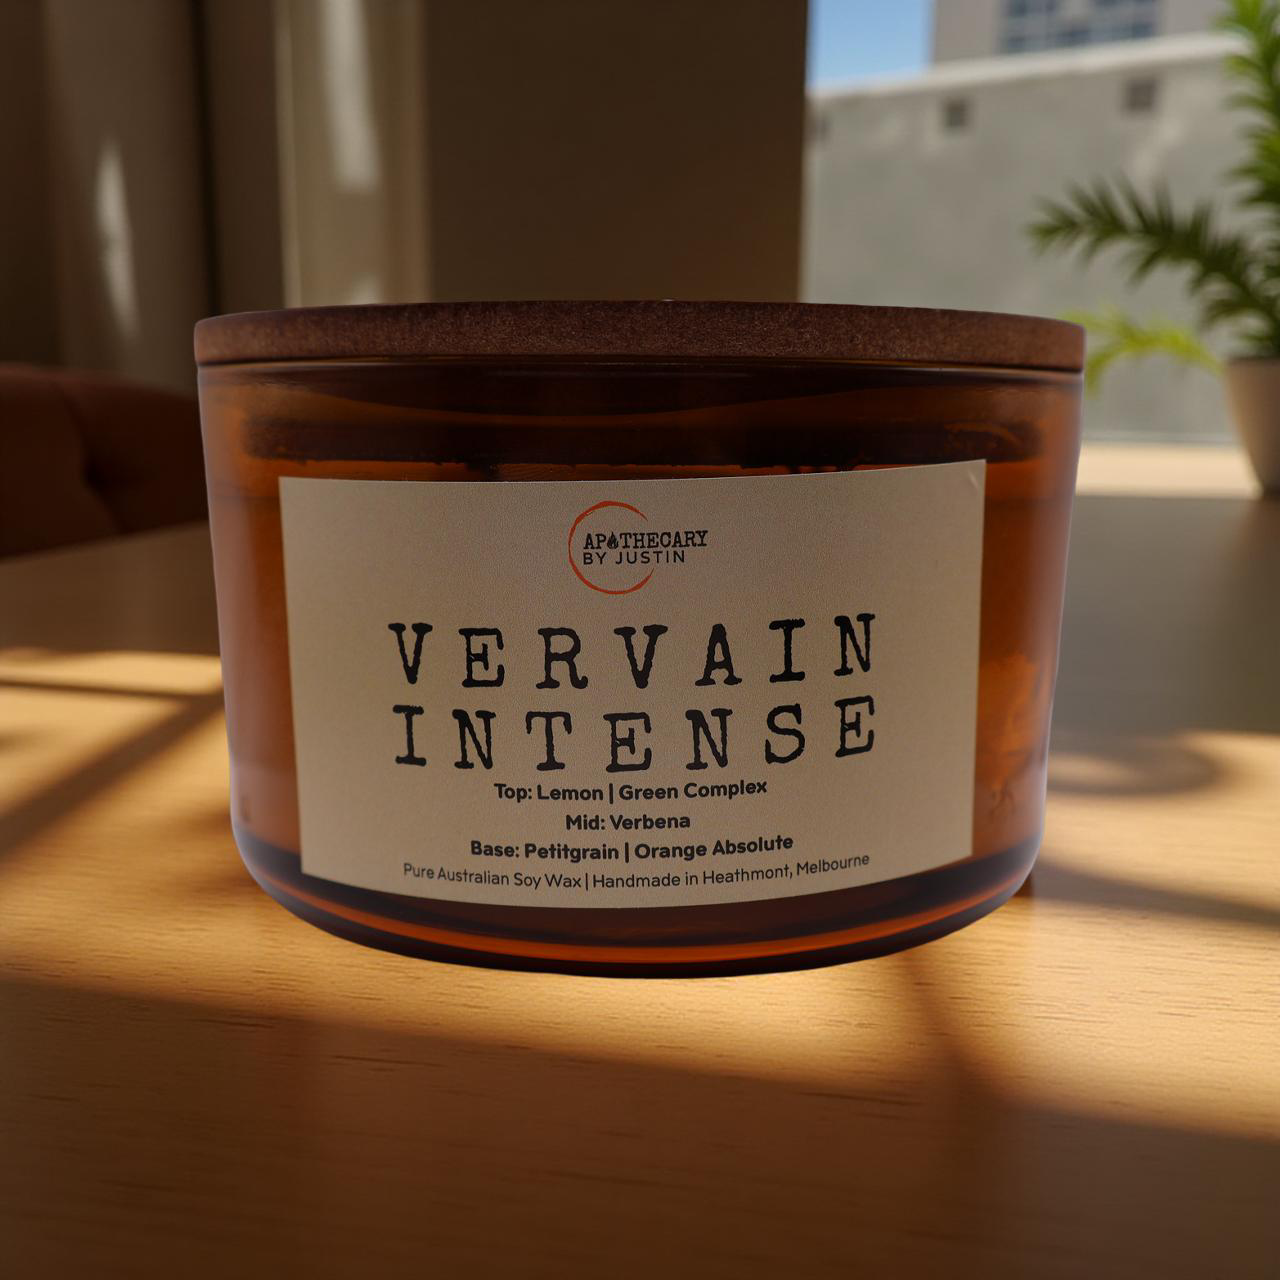 APOTHECARY
BY JUSTIN
VERVAIN
INTENSE
Top: Lemon | Green Complex
Mid: Verbena
Base: Petitgrain | Orange Absolute
Pure Australian Soy Wax | Handmade in Heathmont, Melbourne